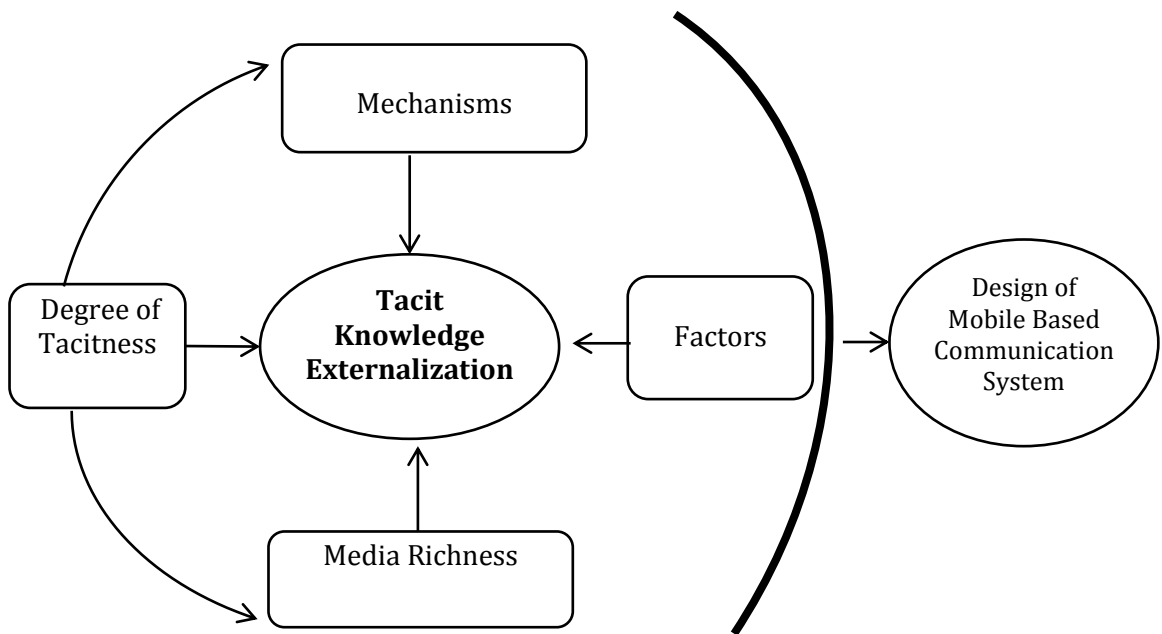 Mechanisms
Degree of
Tacitness
Tacit
Knowledge
Externalization
Factors
Design of
Mobile Based
Communication
System
Media Richness